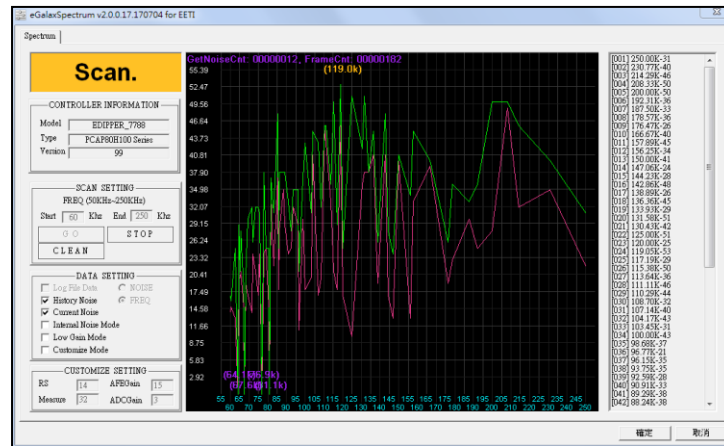 eGalaxSpectrum v2.0.0.17.170704 for EETI
Spectrum
Scan.
CONTROLLER INFORMATION
Model EDIPPER_7788
Type PCAP80H100 Series
Version 99
SCAN SETTING
FREQ (50KHz~250KHz)
Start 60 Khz End 250 Khz
G O S T O P
C L E A N
DATA SETTING
Log File Data NOISE
History Noise FREQ
Current Noise
Internal Noise Mode
Low Gain Mode
Customize Mode
CUSTOMIZE SETTING
RS 14 AFEGain 15
Measure 32 ADCGain 3
GetNoiseCnt: 00000012, FrameCnt: 00000182
(119.0k)
55.39
52.47
49.56
46.64
43.73
40.81
37.90
34.98
32.07
29.15
26.24
23.32
20.41
17.49
14.58
11.66
8.75
5.83
2.92
55 65 75 85 95 105 115 125 135 145 155 165 175 185 195 205 215 225 235 245
60 70 80 90 100 110 120 130 140 150 160 170 180 190 200 210 220 230 240 250
[001] 250.00K-31
[002] 230.77K-40
[003] 214.29K-46
[004] 208.33K-50
[005] 200.00K-50
[006] 192.31K-36
[007] 187.50K-33
[008] 178.57K-36
[009] 176.47K-26
[010] 166.67K-40
[011] 157.89K-45
[012] 156.25K-34
[013] 150.00K-41
[014] 147.06K-24
[015] 144.23K-28
[016] 142.86K-48
[017] 138.89K-26
[018] 136.36K-45
[019] 133.93K-29
[020] 131.58K-51
[021] 130.43K-42
[022] 125.00K-51
[023] 120.00K-25
[024] 119.05K-53
[025] 117.19K-29
[026] 115.38K-50
[027] 113.64K-36
[028] 111.11K-46
[029] 110.29K-44
[030] 108.70K-32
[031] 107.14K-40
[032] 104.17K-43
[033] 103.45K-31
[034] 100.00K-43
[035] 98.68K-37
[036] 96.77K-21
[037] 96.15K-35
[038] 93.75K-35
[039] 92.59K-28
[040] 90.91K-33
[041] 89.29K-38
[042] 88.24K-38
確定 取消